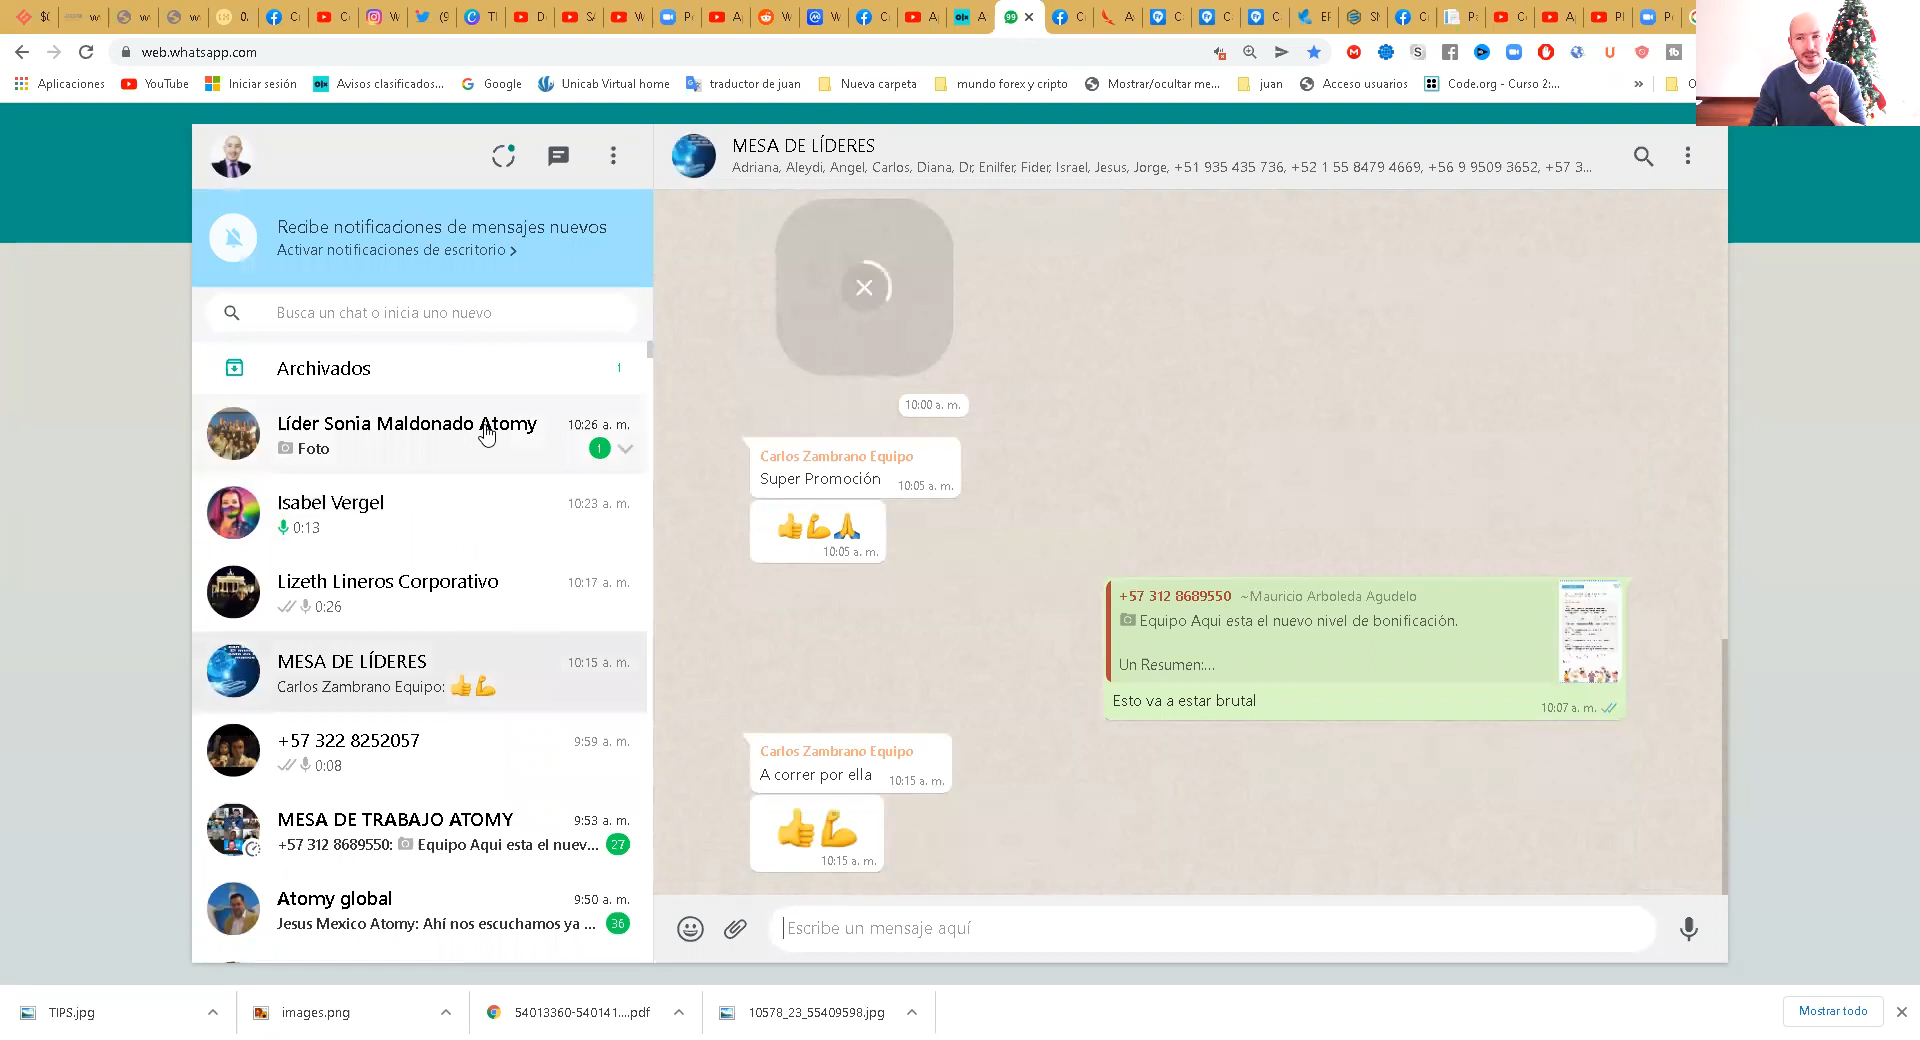 web.whatsapp.com
Aplicaciones
YouTube
Iniciar sesión
Avisos clasificados...
Google
Unicab Virtual home
traductor de juan
Nueva carpeta
mundo forex y cripto
Mostrar/ocultar me...
juan
Acceso usuarios
Code.org - Curso 2:...
»
MESA DE LÍDERES
Adriana, Aleydi, Angel, Carlos, Diana, Dr, Enilfer, Fider, Israel, Jesus, Jorge, +51 935 435 736, +52 1 55 8479 4669, +56 9 9509 3652, +57 3...
Recibe notificaciones de mensajes nuevos
Activar notificaciones de escritorio >
Busca un chat o inicia uno nuevo
Archivados
1
Líder Sonia Maldonado Atomy
10:26 a. m.
Foto
1
Isabel Vergel
10:23 a. m.
0:13
Lizeth Lineros Corporativo
10:17 a. m.
0:26
MESA DE LÍDERES
10:15 a. m.
Carlos Zambrano Equipo: 👍💪
+57 322 8252057
9:59 a. m.
0:08
MESA DE TRABAJO ATOMY
9:53 a. m.
+57 312 8689550: Equipo Aqui esta el nuev...
27
Atomy global
9:50 a. m.
Jesus Mexico Atomy: Ahí nos escuchamos ya ...
36
10:00 a. m.
Carlos Zambrano Equipo
Super Promoción
10:05 a. m.
👍💪🙏
10:05 a. m.
+57 312 8689550 ~Mauricio Arboleda Agudelo
Equipo Aqui esta el nuevo nivel de bonificación.
Un Resumen:...
Esto va a estar brutal
10:07 a. m.
Carlos Zambrano Equipo
A correr por ella
10:15 a. m.
👍💪
10:15 a. m.
Escribe un mensaje aquí
TIPS.jpg
images.png
54013360-540141....pdf
10578_23_55409598.jpg
Mostrar todo